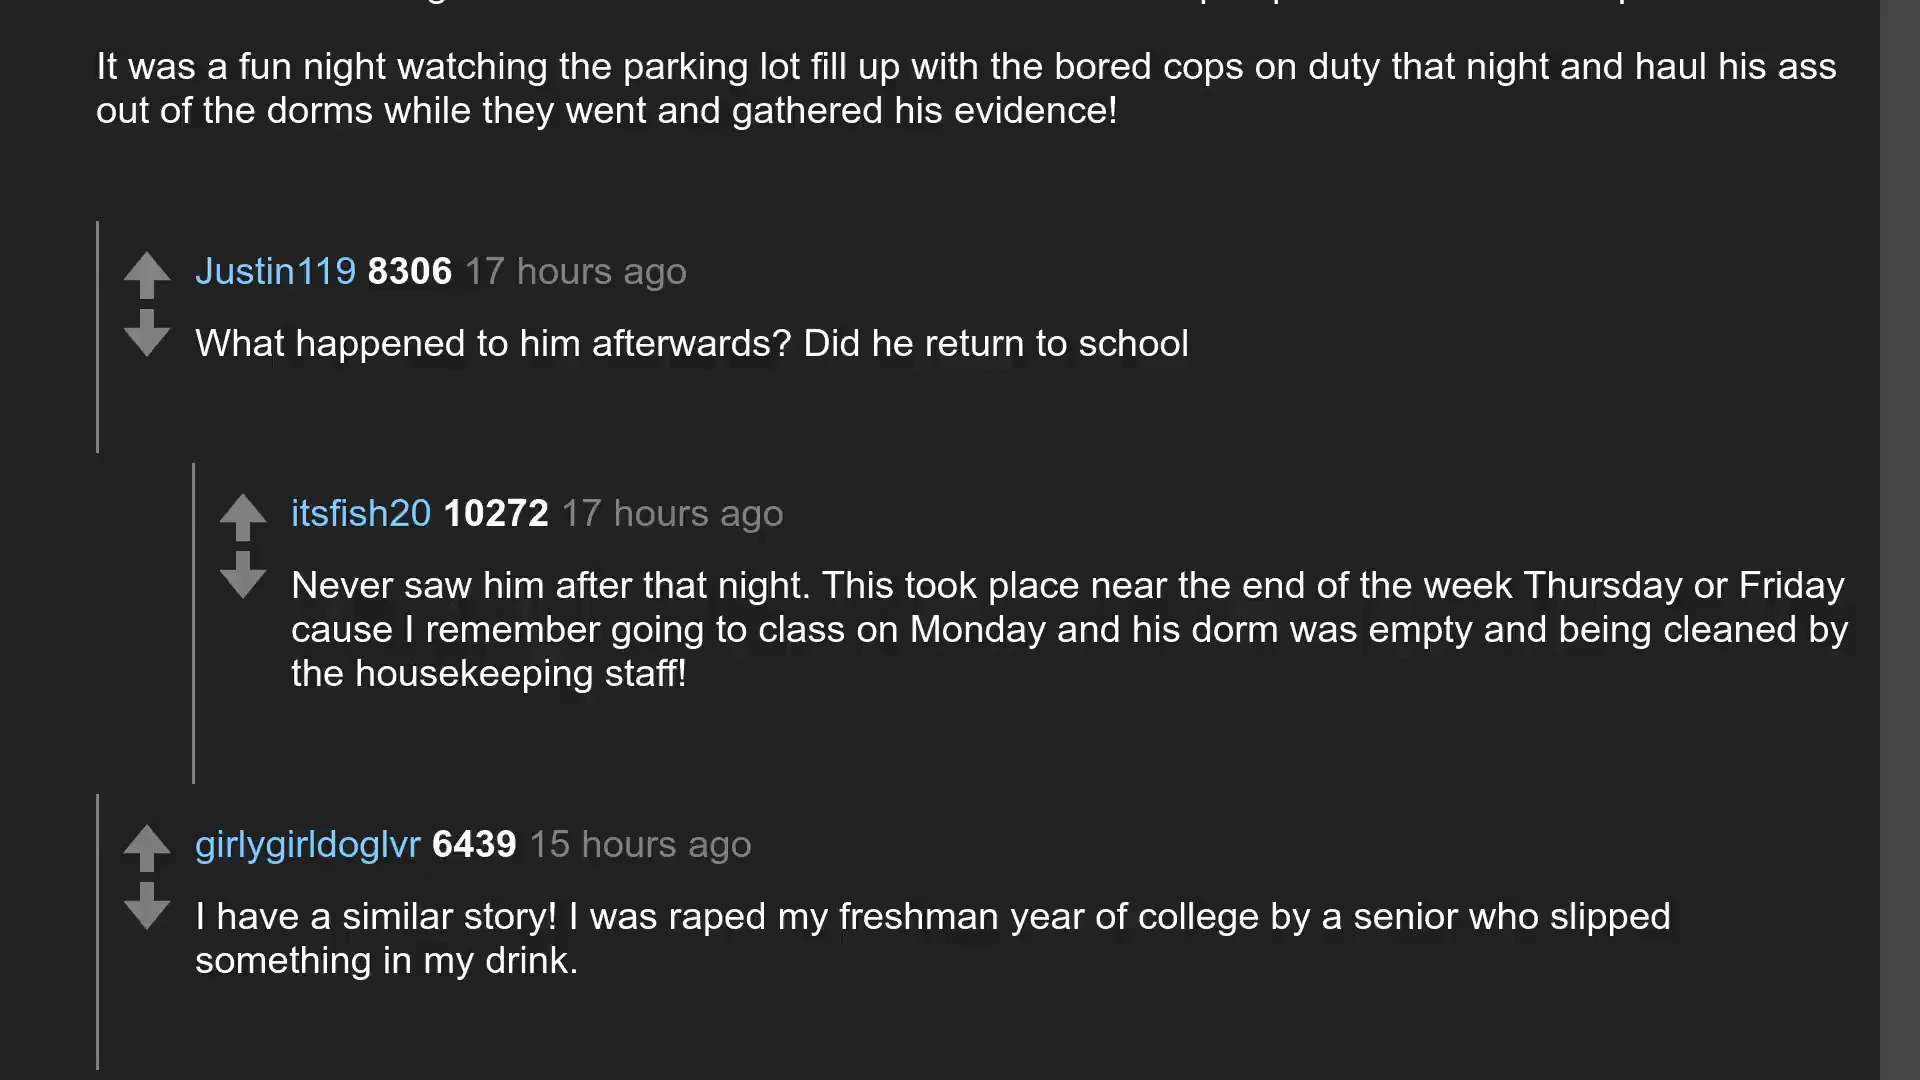 It was a fun night watching the parking lot fill up with the bored cops on duty that night and haul his ass
out of the dorms while they went and gathered his evidence!
Justin119 8306 17 hours ago
What happened to him afterwards? Did he return to school
itsfish20 10272 17 hours ago
Never saw him after that night. This took place near the end of the week Thursday or Friday
cause I remember going to class on Monday and his dorm was empty and being cleaned by
the housekeeping staff!
girlygirldoglvr 6439 15 hours ago
I have a similar story! I was raped my freshman year of college by a senior who slipped
something in my drink.